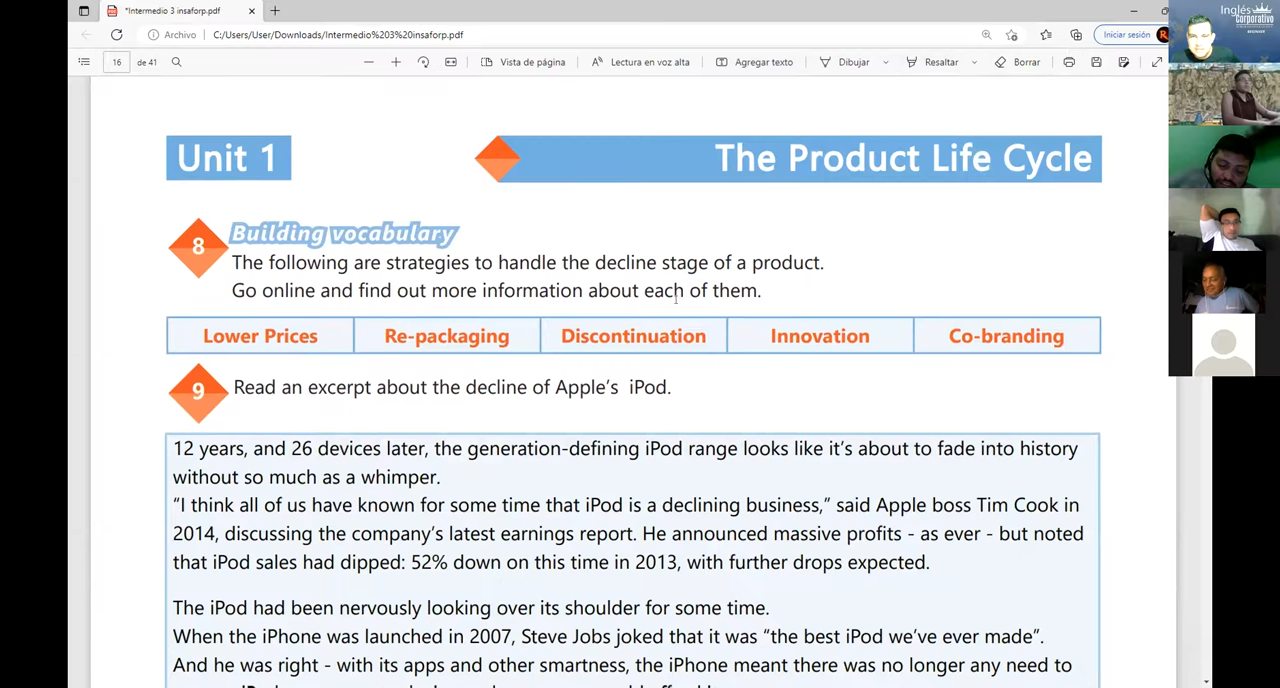 *Intermedio 3 insaforp.pdf
Archivo
C:/Users/User/Downloads/Intermedio%203%20insaforp.pdf
Iniciar sesión
R
Inglés
Corporativo
16
de 41
Vista de página
Lectura en voz alta
Agregar texto
Dibujar
Resaltar
Borrar
Unit 1
The Product Life Cycle
8
Building vocabulary
The following are strategies to handle the decline stage of a product.
Go online and find out more information about each of them.
Lower Prices
Re-packaging
Discontinuation
Innovation
Co-branding
9
Read an excerpt about the decline of Apple's iPod.
12 years, and 26 devices later, the generation-defining iPod range looks like it's about to fade into history
without so much as a whimper.
“I think all of us have known for some time that iPod is a declining business,” said Apple boss Tim Cook in
2014, discussing the company's latest earnings report. He announced massive profits - as ever - but noted
that iPod sales had dipped: 52% down on this time in 2013, with further drops expected.
The iPod had been nervously looking over its shoulder for some time.
When the iPhone was launched in 2007, Steve Jobs joked that it was “the best iPod we've ever made”.
And he was right - with its apps and other smartness, the iPhone meant there was no longer any need to